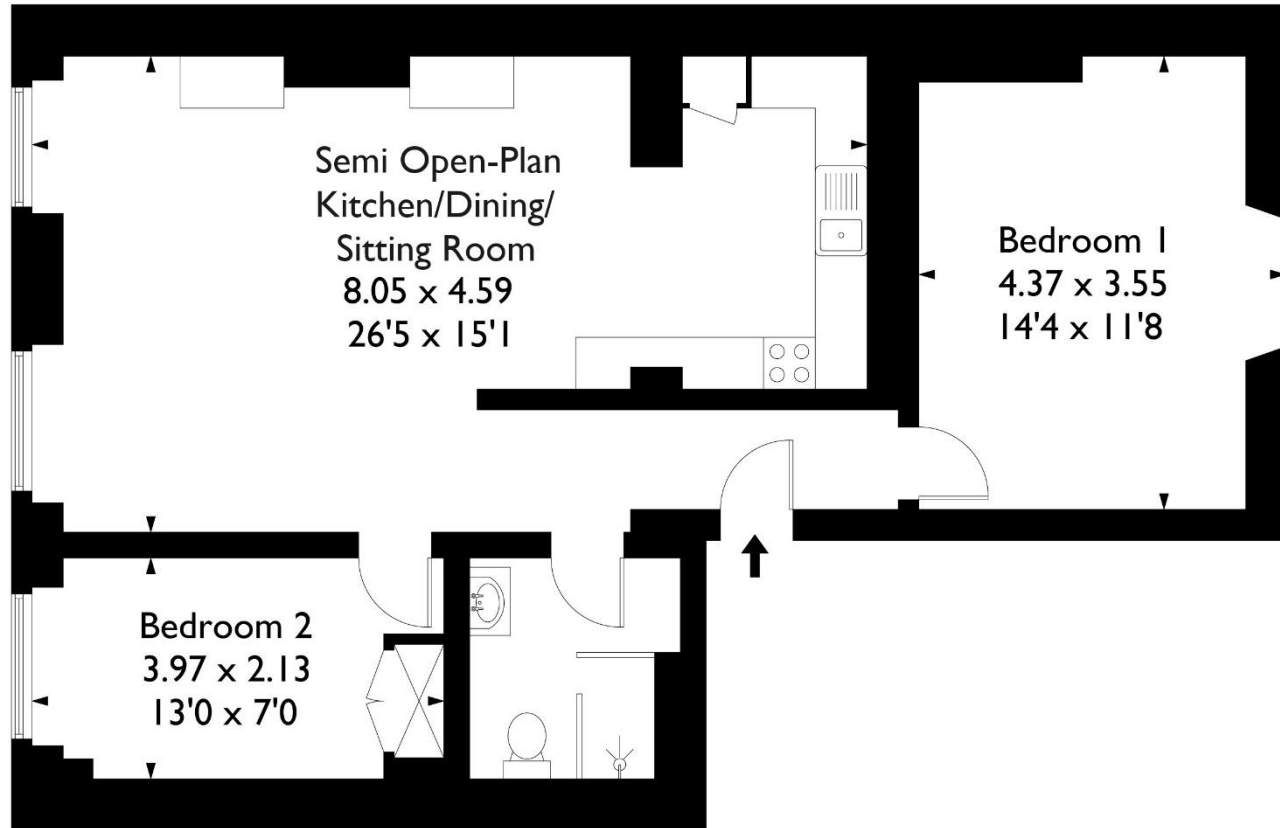 Semi Open-Plan
Kitchen/Dining/
Sitting Room
8.05 x 4.59
26'5 x 15'1
Bedroom 1
4.37 x 3.55
14'4 x 11'8
Bedroom 2
3.97 x 2.13
13'0 x 7'0